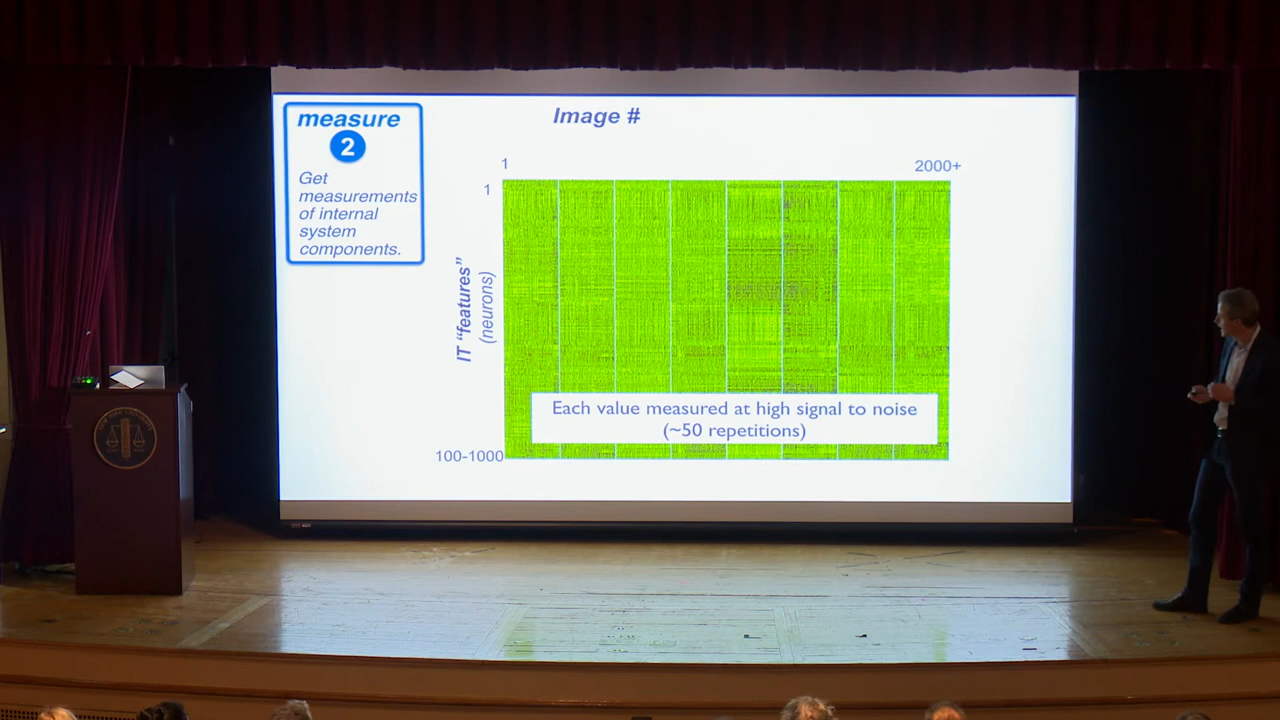 measure
2
Get
measurements
of internal
system
components.
Image #
1
2000+
1
IT “features”
(neurons)
100-1000
Each value measured at high signal to noise
(~50 repetitions)